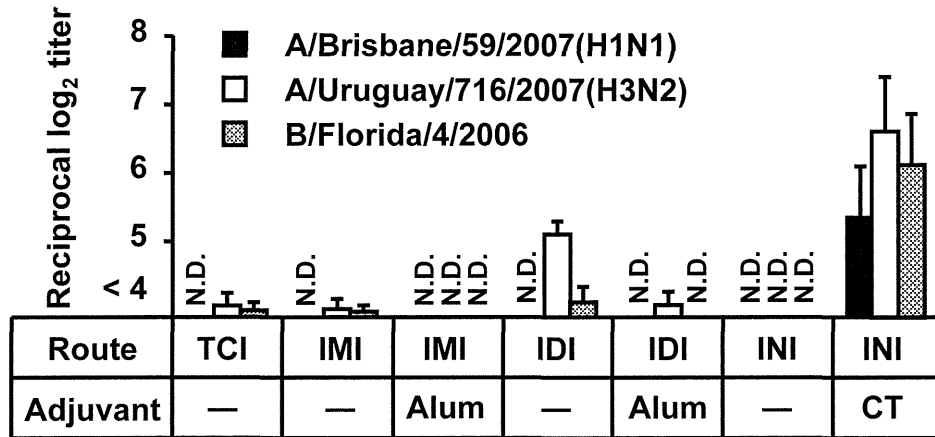 Reciprocal log2 titer
8
7
6
5
< 4
A/Brisbane/59/2007(H1N1)
A/Uruguay/716/2007(H3N2)
B/Florida/4/2006
N.D.
N.D.
N.D. N.D. N.D.
N.D.
N.D. N.D.
N.D. N.D. N.D.
Route TCI IMI IMI IDI IDI INI INI
Adjuvant — — Alum — Alum — CT